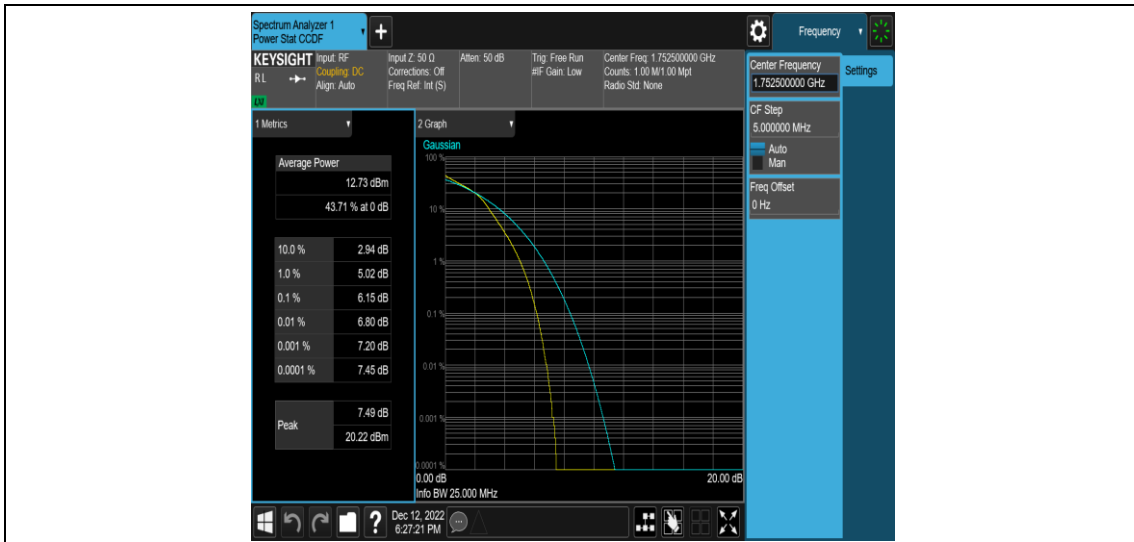 Spectrum Analyzer 1
Power Stat CCDF
Frequency
KEYSIGHT
RL
LXI
Input: RF
Coupling: DC
Align: Auto
Input Z: 50 Ω
Corrections: Off
Freq Ref: Int (S)
Atten: 50 dB
Trig: Free Run
#IF Gain: Low
Center Freq: 1.752500000 GHz
Counts: 1.00 M/1.00 Mpt
Radio Std: None
Center Frequency
1.752500000 GHz
Settings
CF Step
5.000000 MHz
Auto
Man
Freq Offset
0 Hz
1 Metrics
Average Power
12.73 dBm
43.71 % at 0 dB
10.0 % 2.94 dB
1.0 % 5.02 dB
0.1 % 6.15 dB
0.01 % 6.80 dB
0.001 % 7.20 dB
0.0001 % 7.45 dB
Peak
7.49 dB
20.22 dBm
2 Graph
Gaussian
100 %
10 %
1 %
0.1 %
0.01 %
0.001 %
0.0001 %
0.00 dB 20.00 dB
Info BW 25.000 MHz
?
Dec 12, 2022
6:27:21 PM